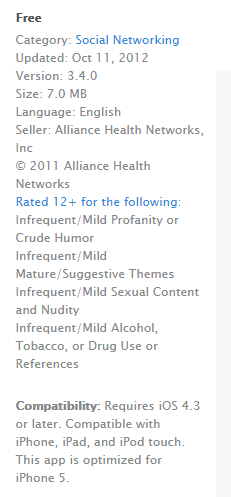 Free
Category: Social Networking
Updated: Oct 11, 2012
Version: 3.4.0
Size: 7.0 MB
Language: English
Seller: Alliance Health Networks,
Inc
© 2011 Alliance Health
Networks
Rated 12+ for the following:
Infrequent/Mild Profanity or
Crude Humor
Infrequent/Mild
Mature/Suggestive Themes
Infrequent/Mild Sexual Content
and Nudity
Infrequent/Mild Alcohol,
Tobacco, or Drug Use or
References
Compatibility: Requires iOS 4.3
or later. Compatible with
iPhone, iPad, and iPod touch.
This app is optimized for
iPhone 5.